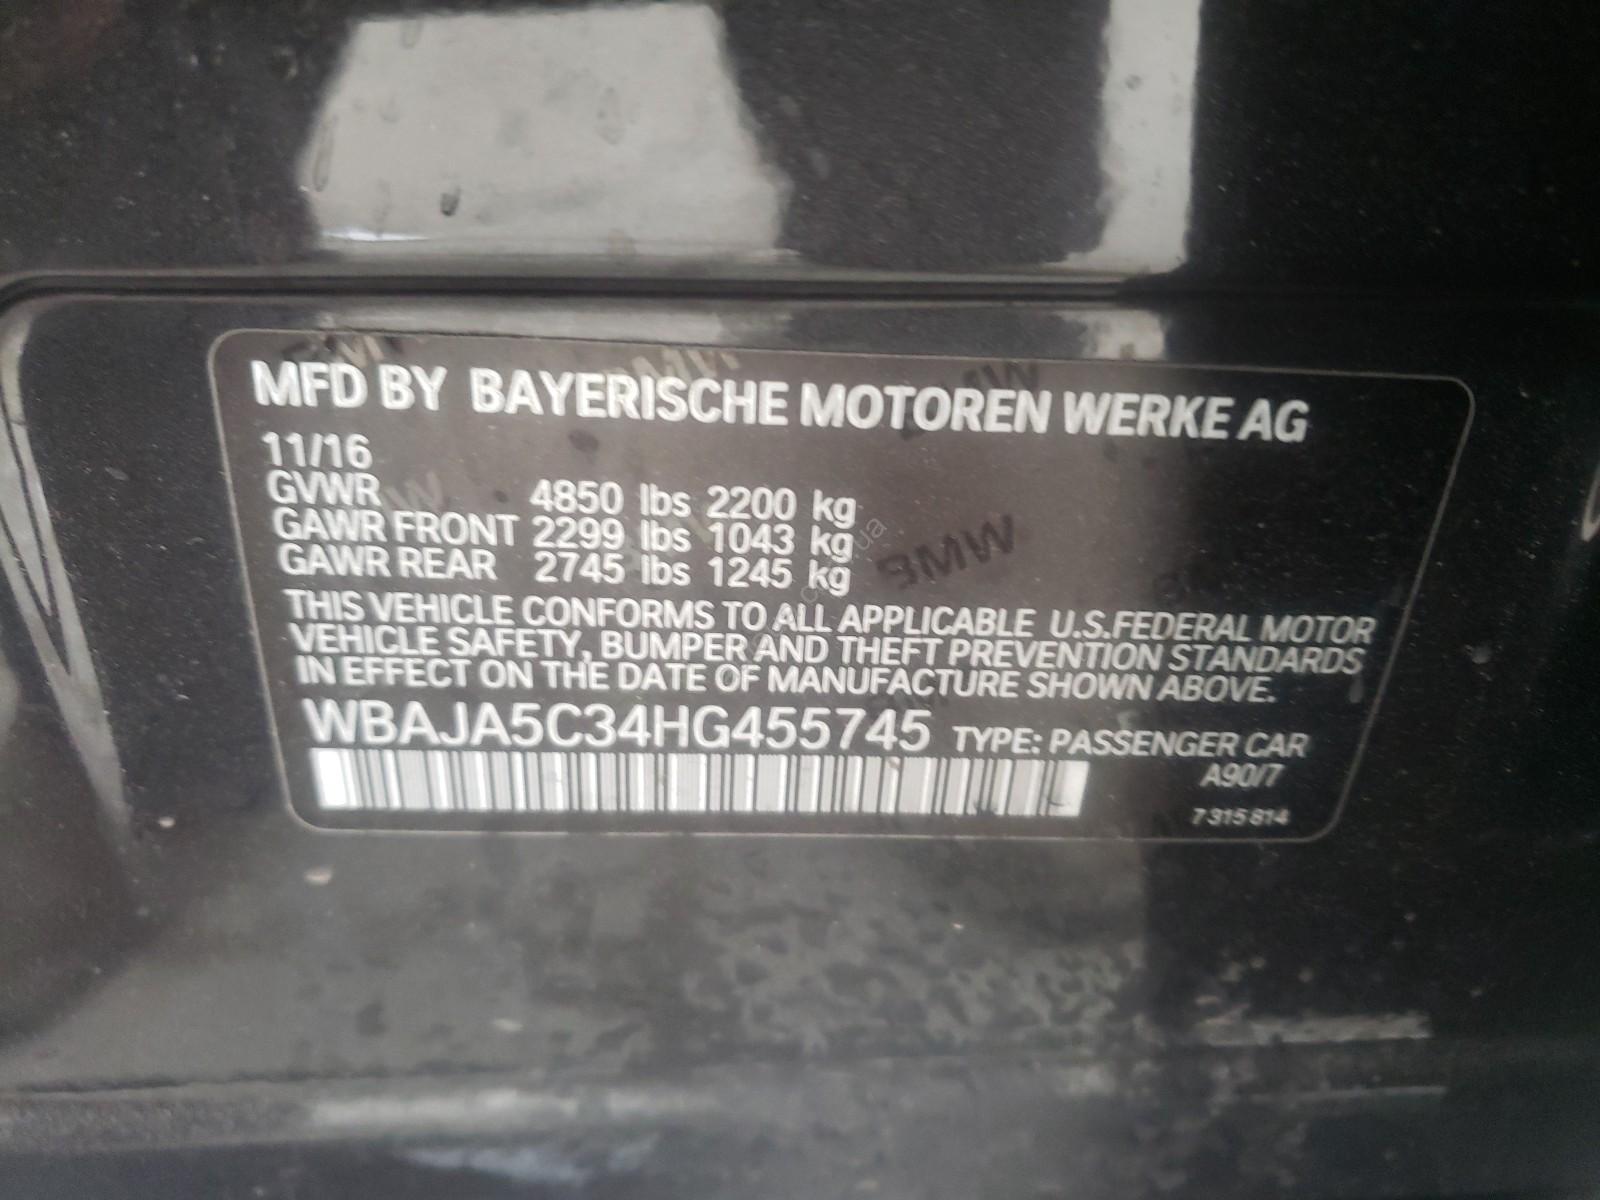 MFD BY BAYERISCHE MOTOREN WERKE AG
11/16
GVWR 4850 lbs 2200 kg
GAWR FRONT 2299 lbs 1043 kg
GAWR REAR 2745 lbs 1245 kg
THIS VEHICLE CONFORMS TO ALL APPLICABLE U.S.FEDERAL MOTOR
VEHICLE SAFETY, BUMPER AND THEFT PREVENTION STANDARDS
IN EFFECT ON THE DATE OF MANUFACTURE SHOWN ABOVE.
WBAJA5C34HG455745 TYPE: PASSENGER CAR
A90/7
7 315 814
BMW